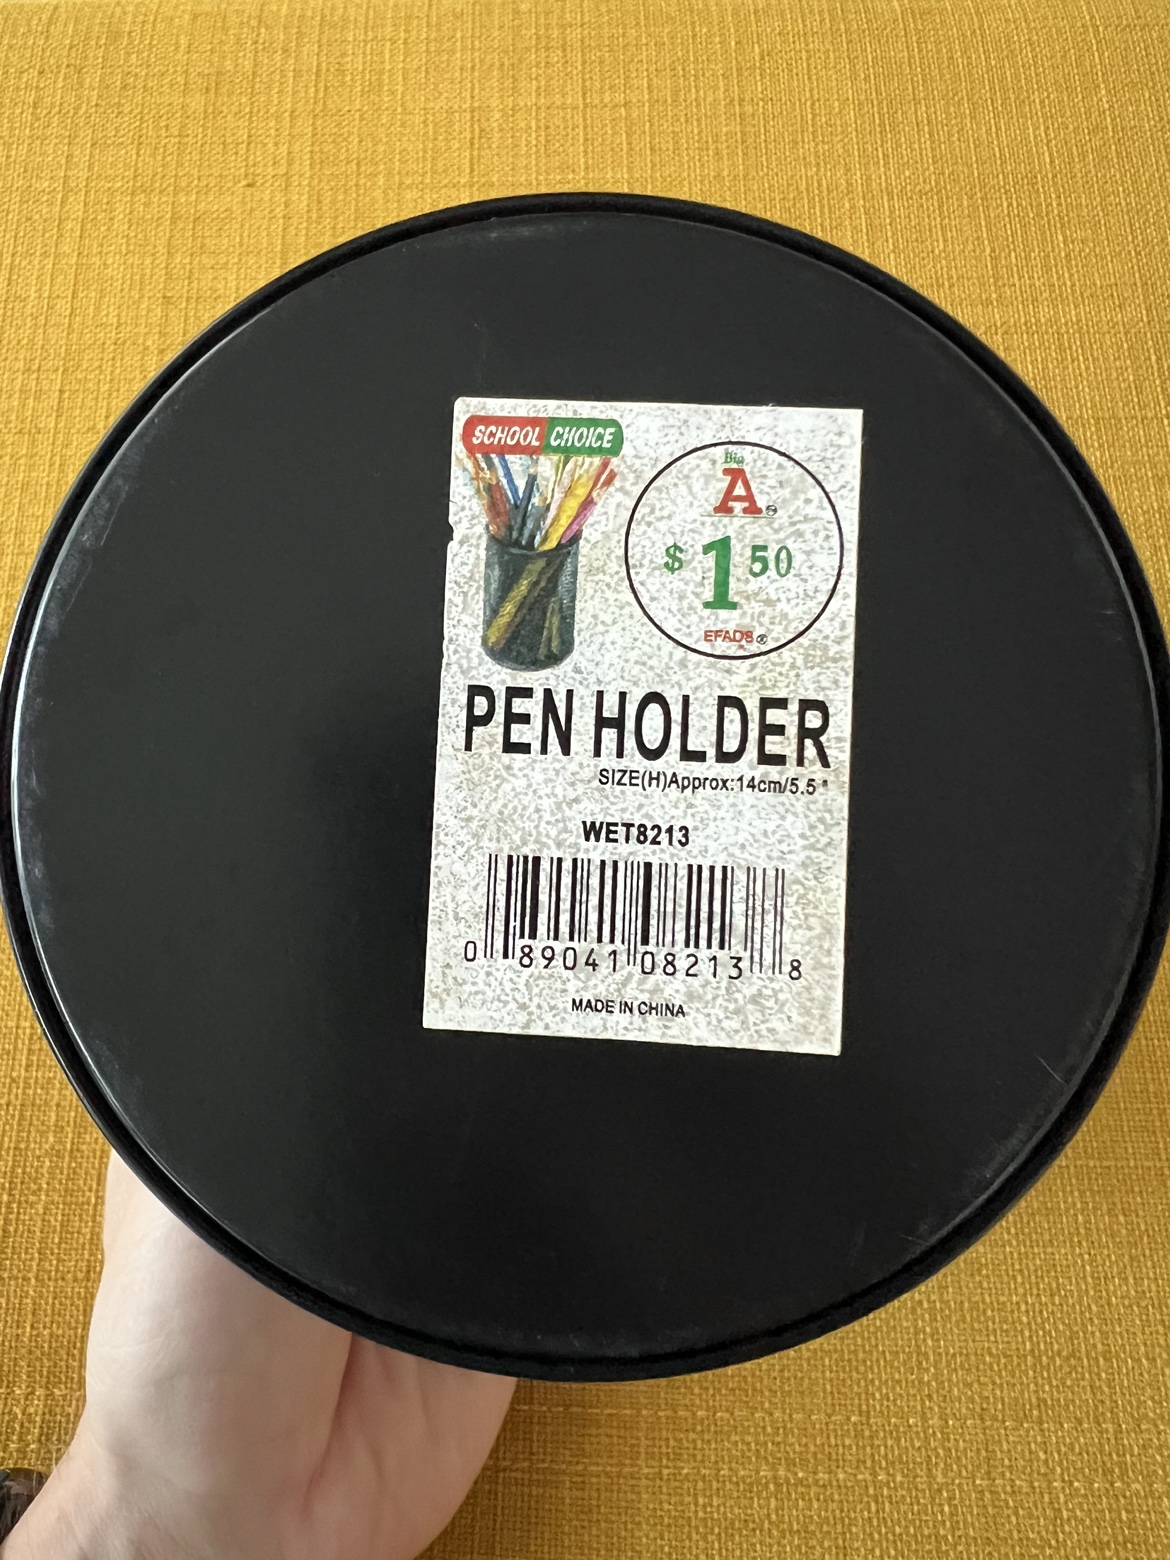 SCHOOL CHOICE
Big
A®
$ 1 50
EFADS®
PEN HOLDER
SIZE(H)Approx:14cm/5.5"
WET8213
0 89041 08213 8
MADE IN CHINA